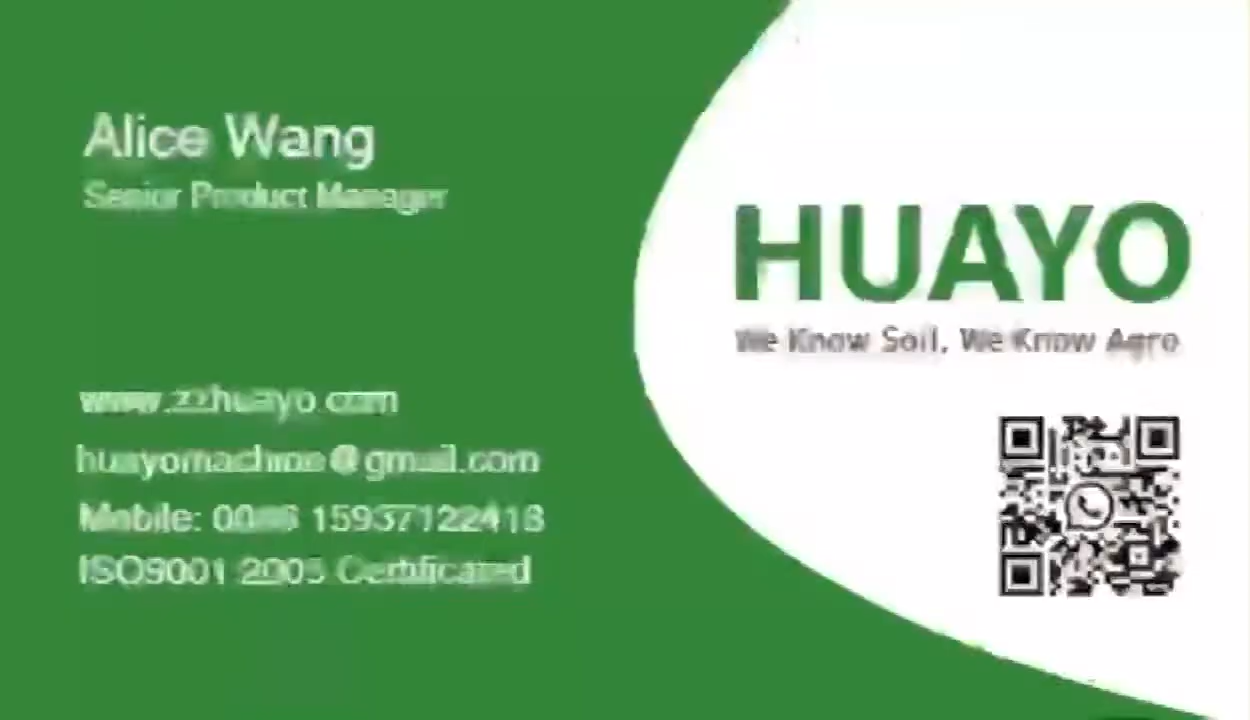 Alice Wang
Senior Product Manager
HUAYO
We Know Soil, We Know Agro
www.zzhuayo.com
huayomachine@gmail.com
Mobile: 0086 15937122418
ISO9001 2005 Certificated